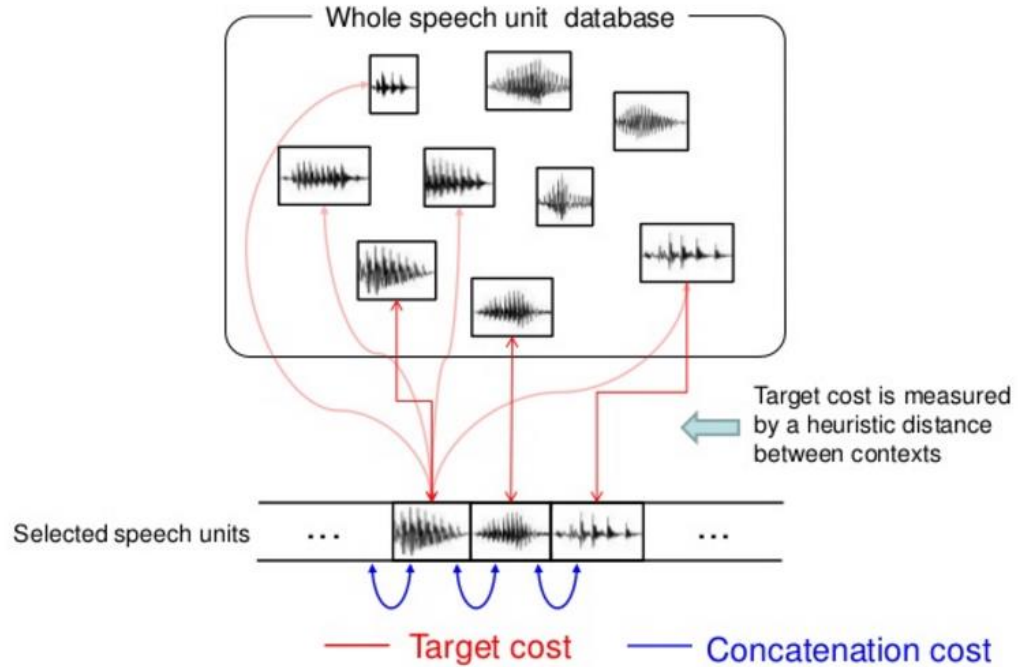 Whole speech unit database
Target cost is measured
by a heuristic distance
between contexts
Selected speech units
...
...
Target cost
Concatenation cost